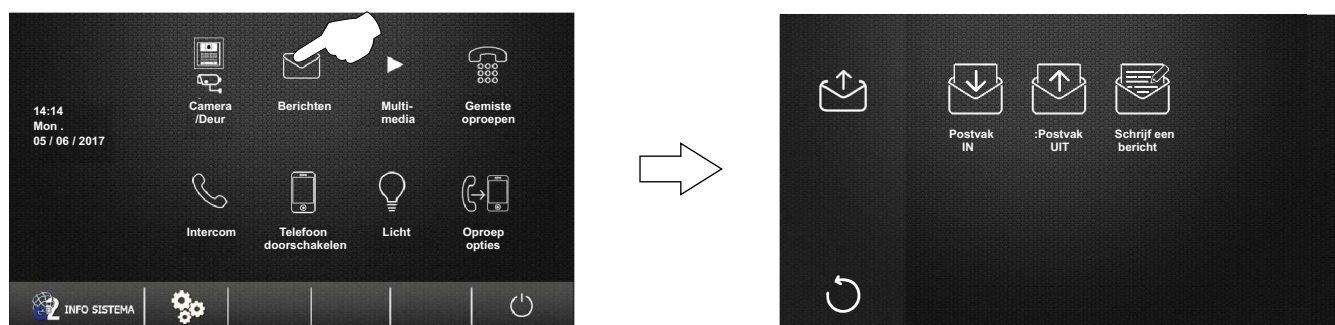 14:14
Mon .
05 / 06 / 2017
Camera
/Deur
Berichten
Multi-
media
Gemiste
oproepen
Intercom
Telefoon
doorschakelen
Licht
Oproep
opties
2 INFO SISTEMA
Postvak
IN
:Postvak
UIT
Schrijf een
bericht